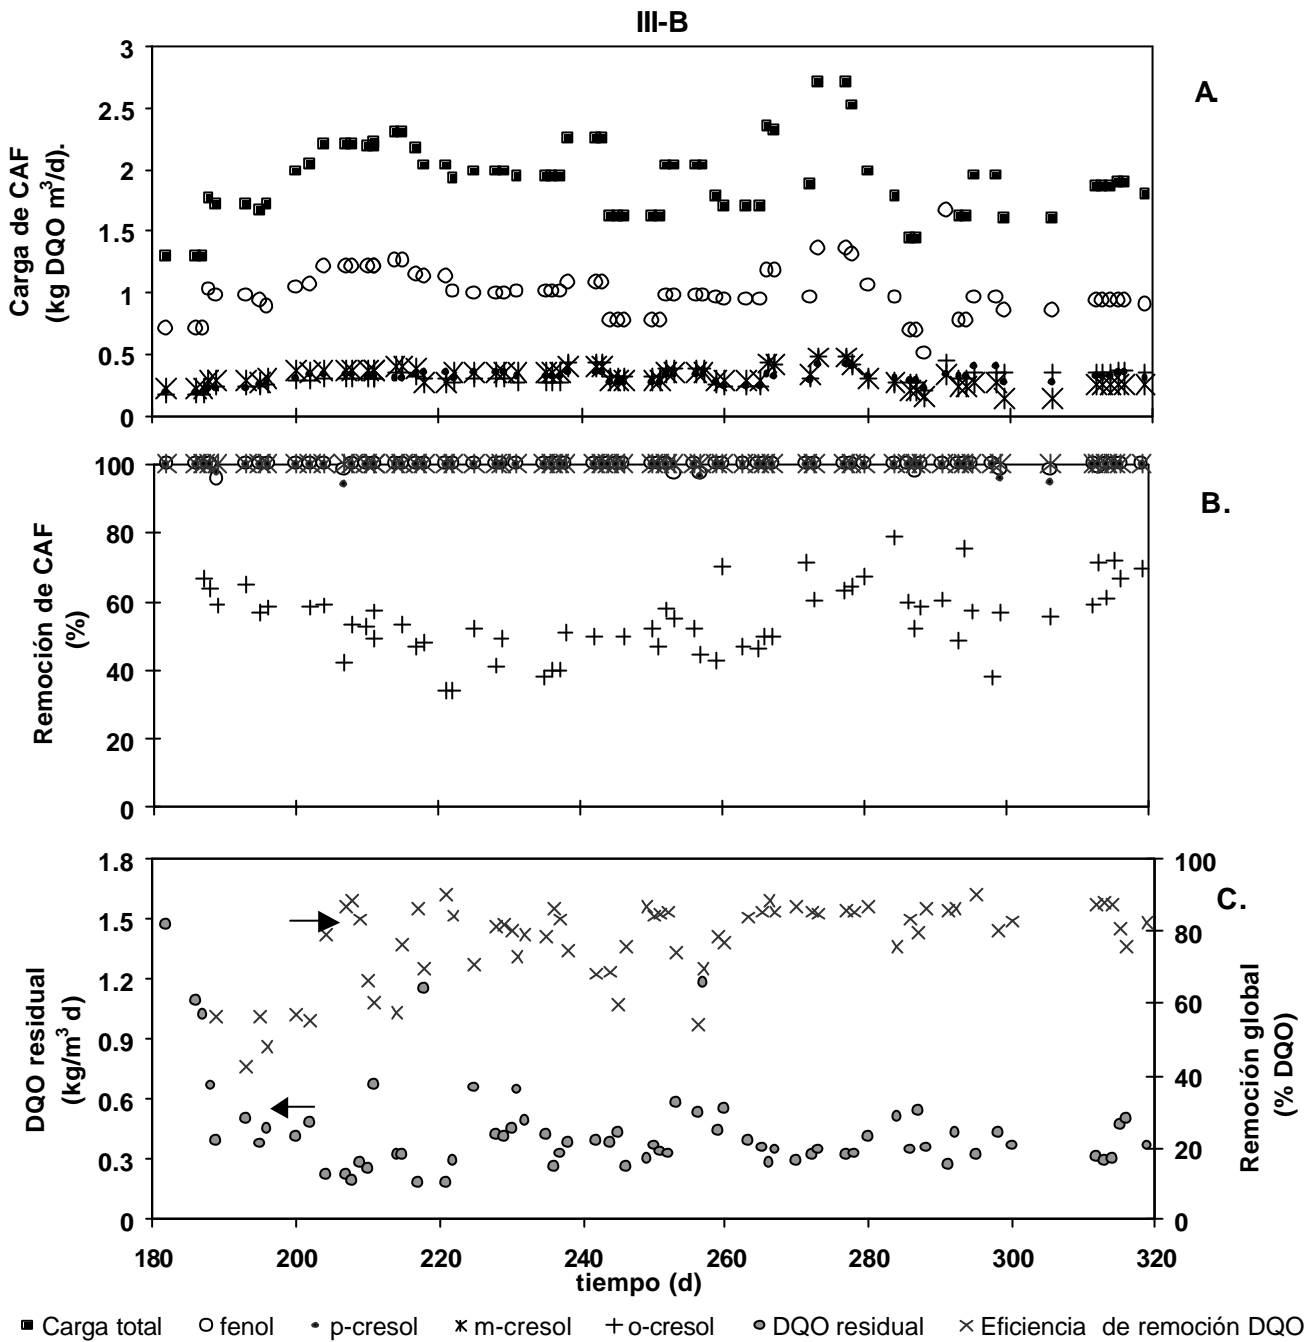 III-B
A.
Carga de CAF
(kg DQO m³/d).
3
2.5
2
1.5
1
0.5
0
B.
Remoción de CAF
(%)
100
80
60
40
20
0
C.
DQO residual
(kg/m³ d)
1.8
1.5
1.2
0.9
0.6
0.3
0
100
80
60
40
20
0
Remoción global
(% DQO)
180 200 220 240 260 280 300 320
tiempo (d)
Carga total fenol p-cresol m-cresol o-cresol DQO residual Eficiencia de remoción DQO